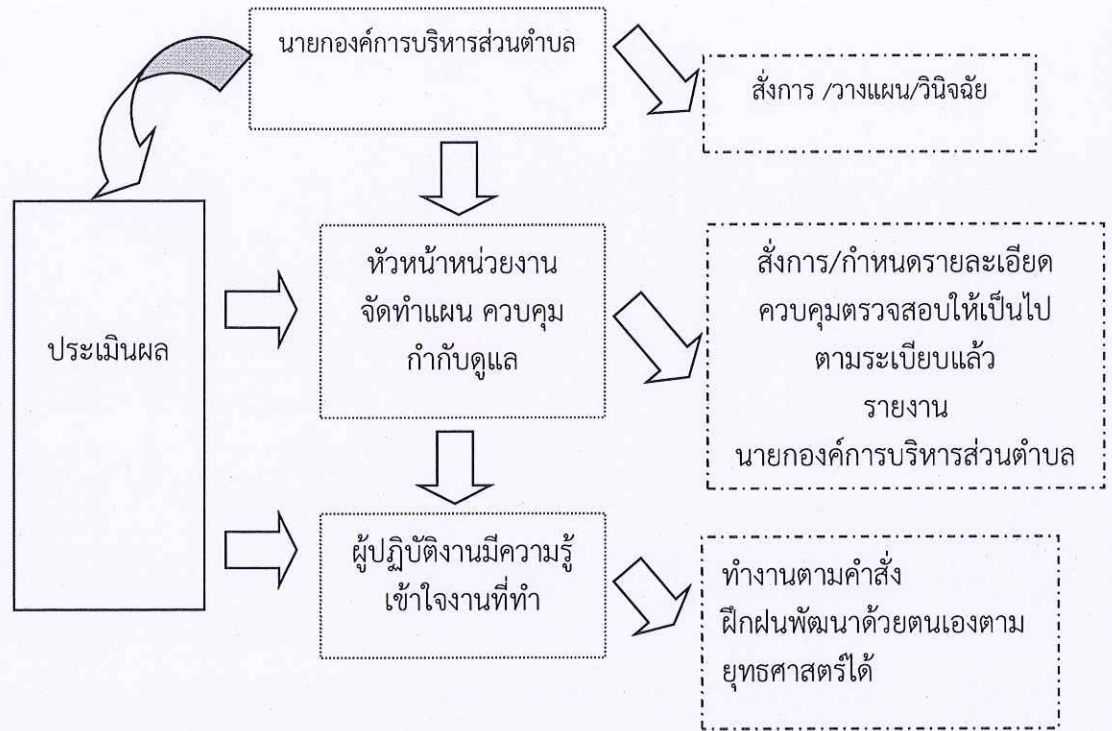 นายกองค์การบริหารส่วนตำบล
สั่งการ /วางแผน/วินิจฉัย
ประเมินผล
หัวหน้าหน่วยงาน
จัดทำแผน ควบคุม
กำกับดูแล
สั่งการ/กำหนดรายละเอียด
ควบคุมตรวจสอบให้เป็นไป
ตามระเบียบแล้ว
รายงาน
นายกองค์การบริหารส่วนตำบล
ผู้ปฏิบัติงานมีความรู้
เข้าใจงานที่ทำ
ทำงานตามคำสั่ง
ฝึกฝนพัฒนาด้วยตนเองตาม
ยุทธศาสตร์ได้